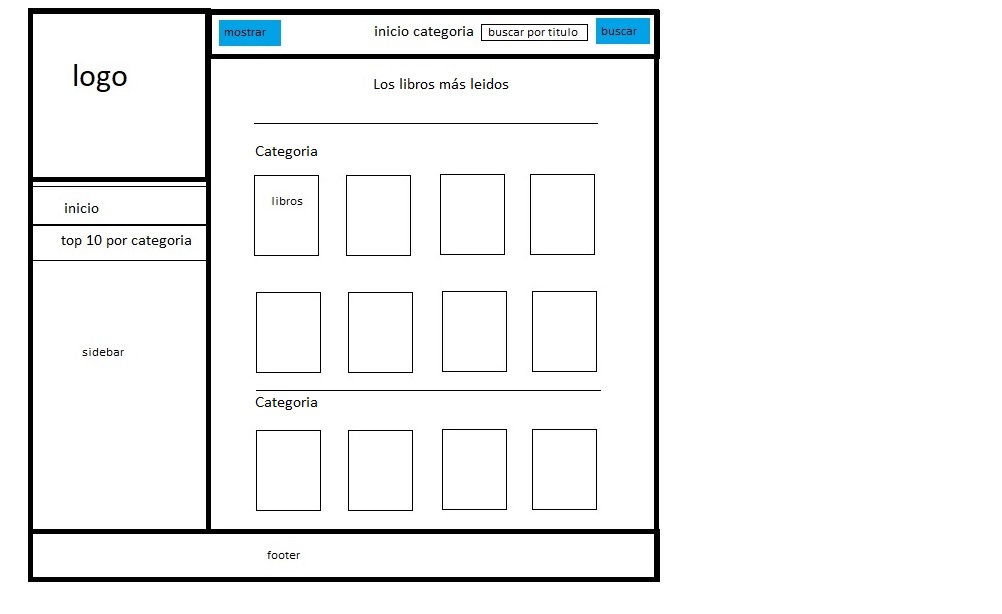 logo
mostrar
inicio categoria
buscar por titulo
buscar
Los libros más leidos
Categoria
libros
inicio
top 10 por categoria
sidebar
Categoria
footer